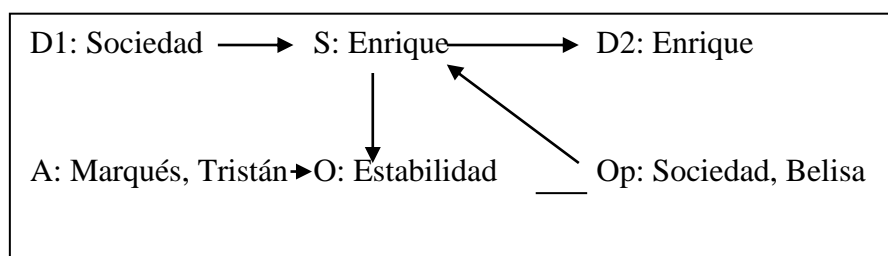 D1: Sociedad S: Enrique D2: Enrique
A: Marqués, Tristán O: Estabilidad Op: Sociedad, Belisa